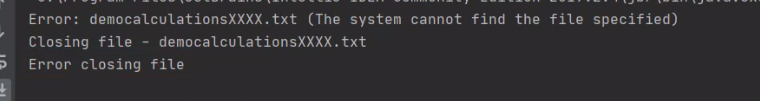 Error: democalculationsXXXX.txt (The system cannot find the file specified)
Closing file - democalculationsXXXX.txt
Error closing file